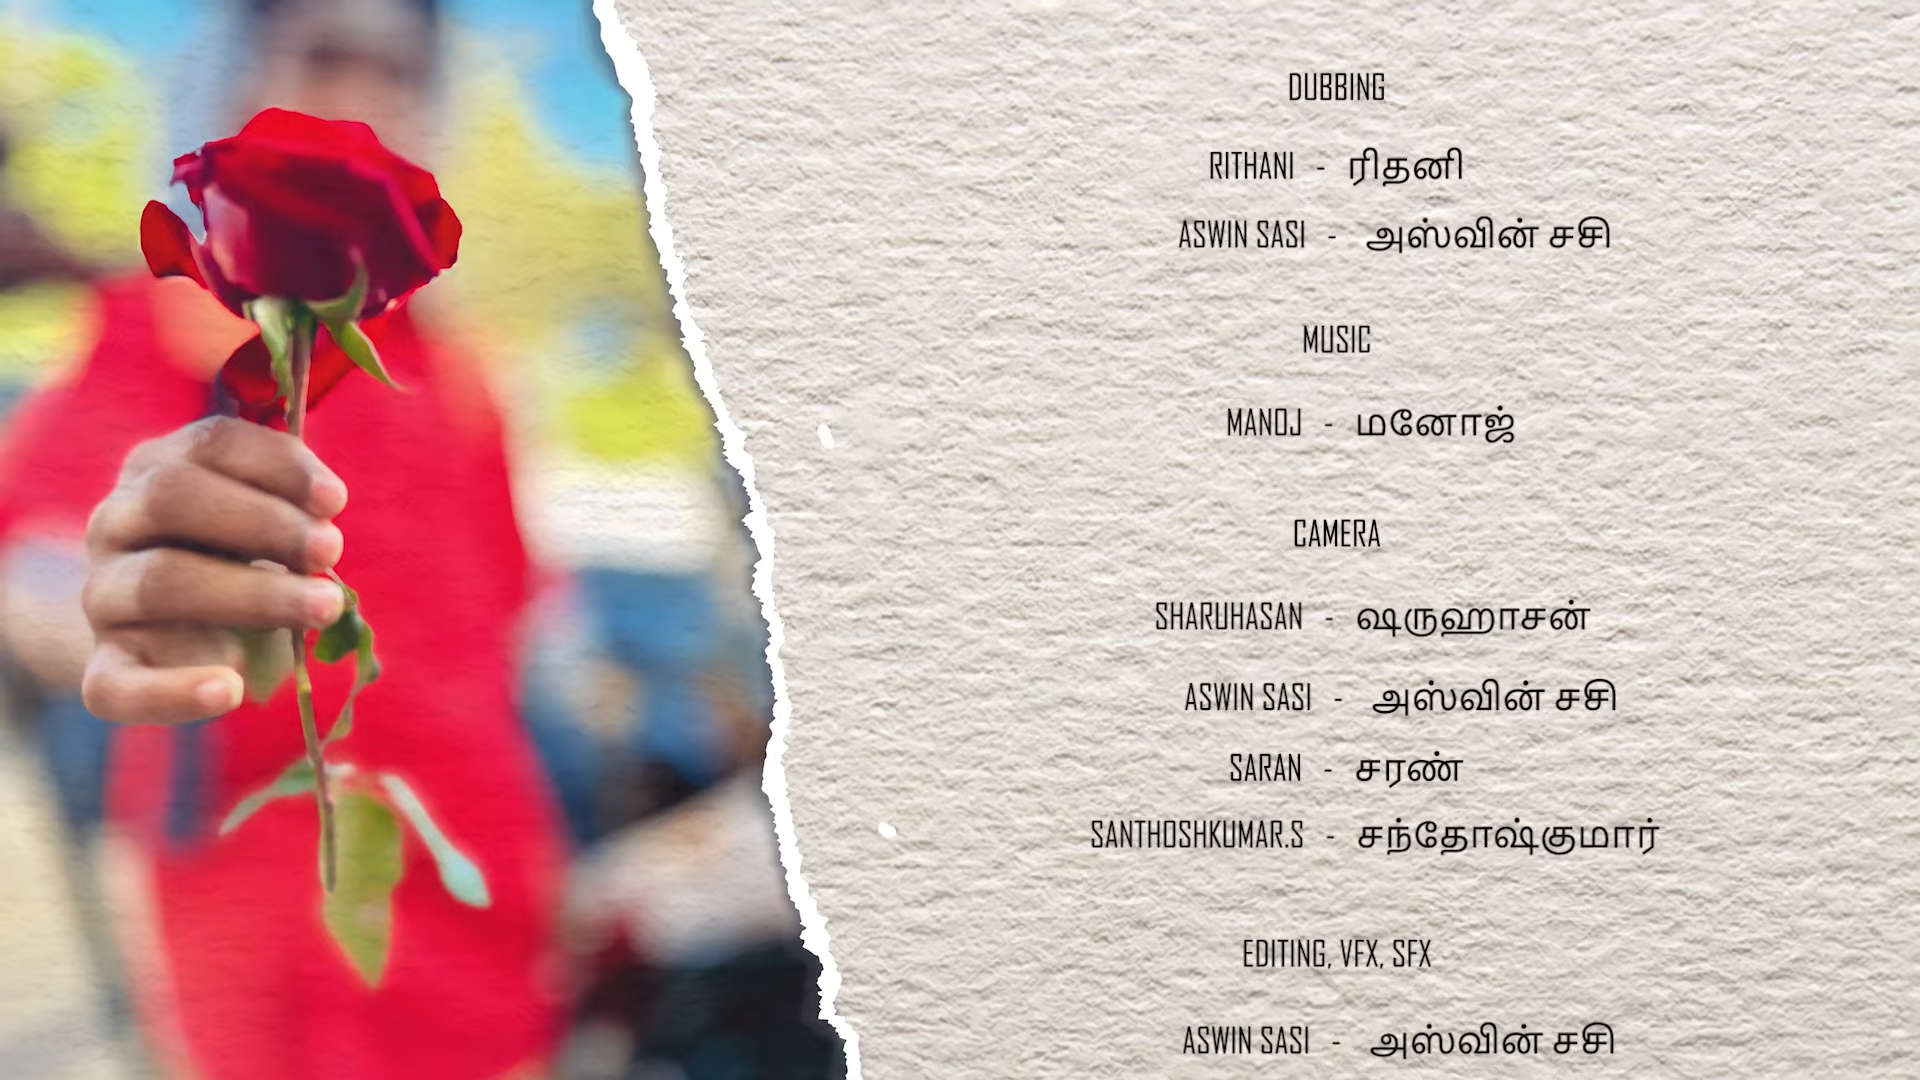 DUBBING
RITHANI - ரிதனி
ASWIN SASI - அஸ்வின் சசி
MUSIC
MANOJ - மனோஜ்
CAMERA
SHARUHASAN - ஷருஹாசன்
ASWIN SASI - அஸ்வின் சசி
SARAN - சரண்
SANTHOSHKUMAR.S - சந்தோஷ்குமார்
EDITING, VFX, SFX
ASWIN SASI - அஸ்வின் சசி